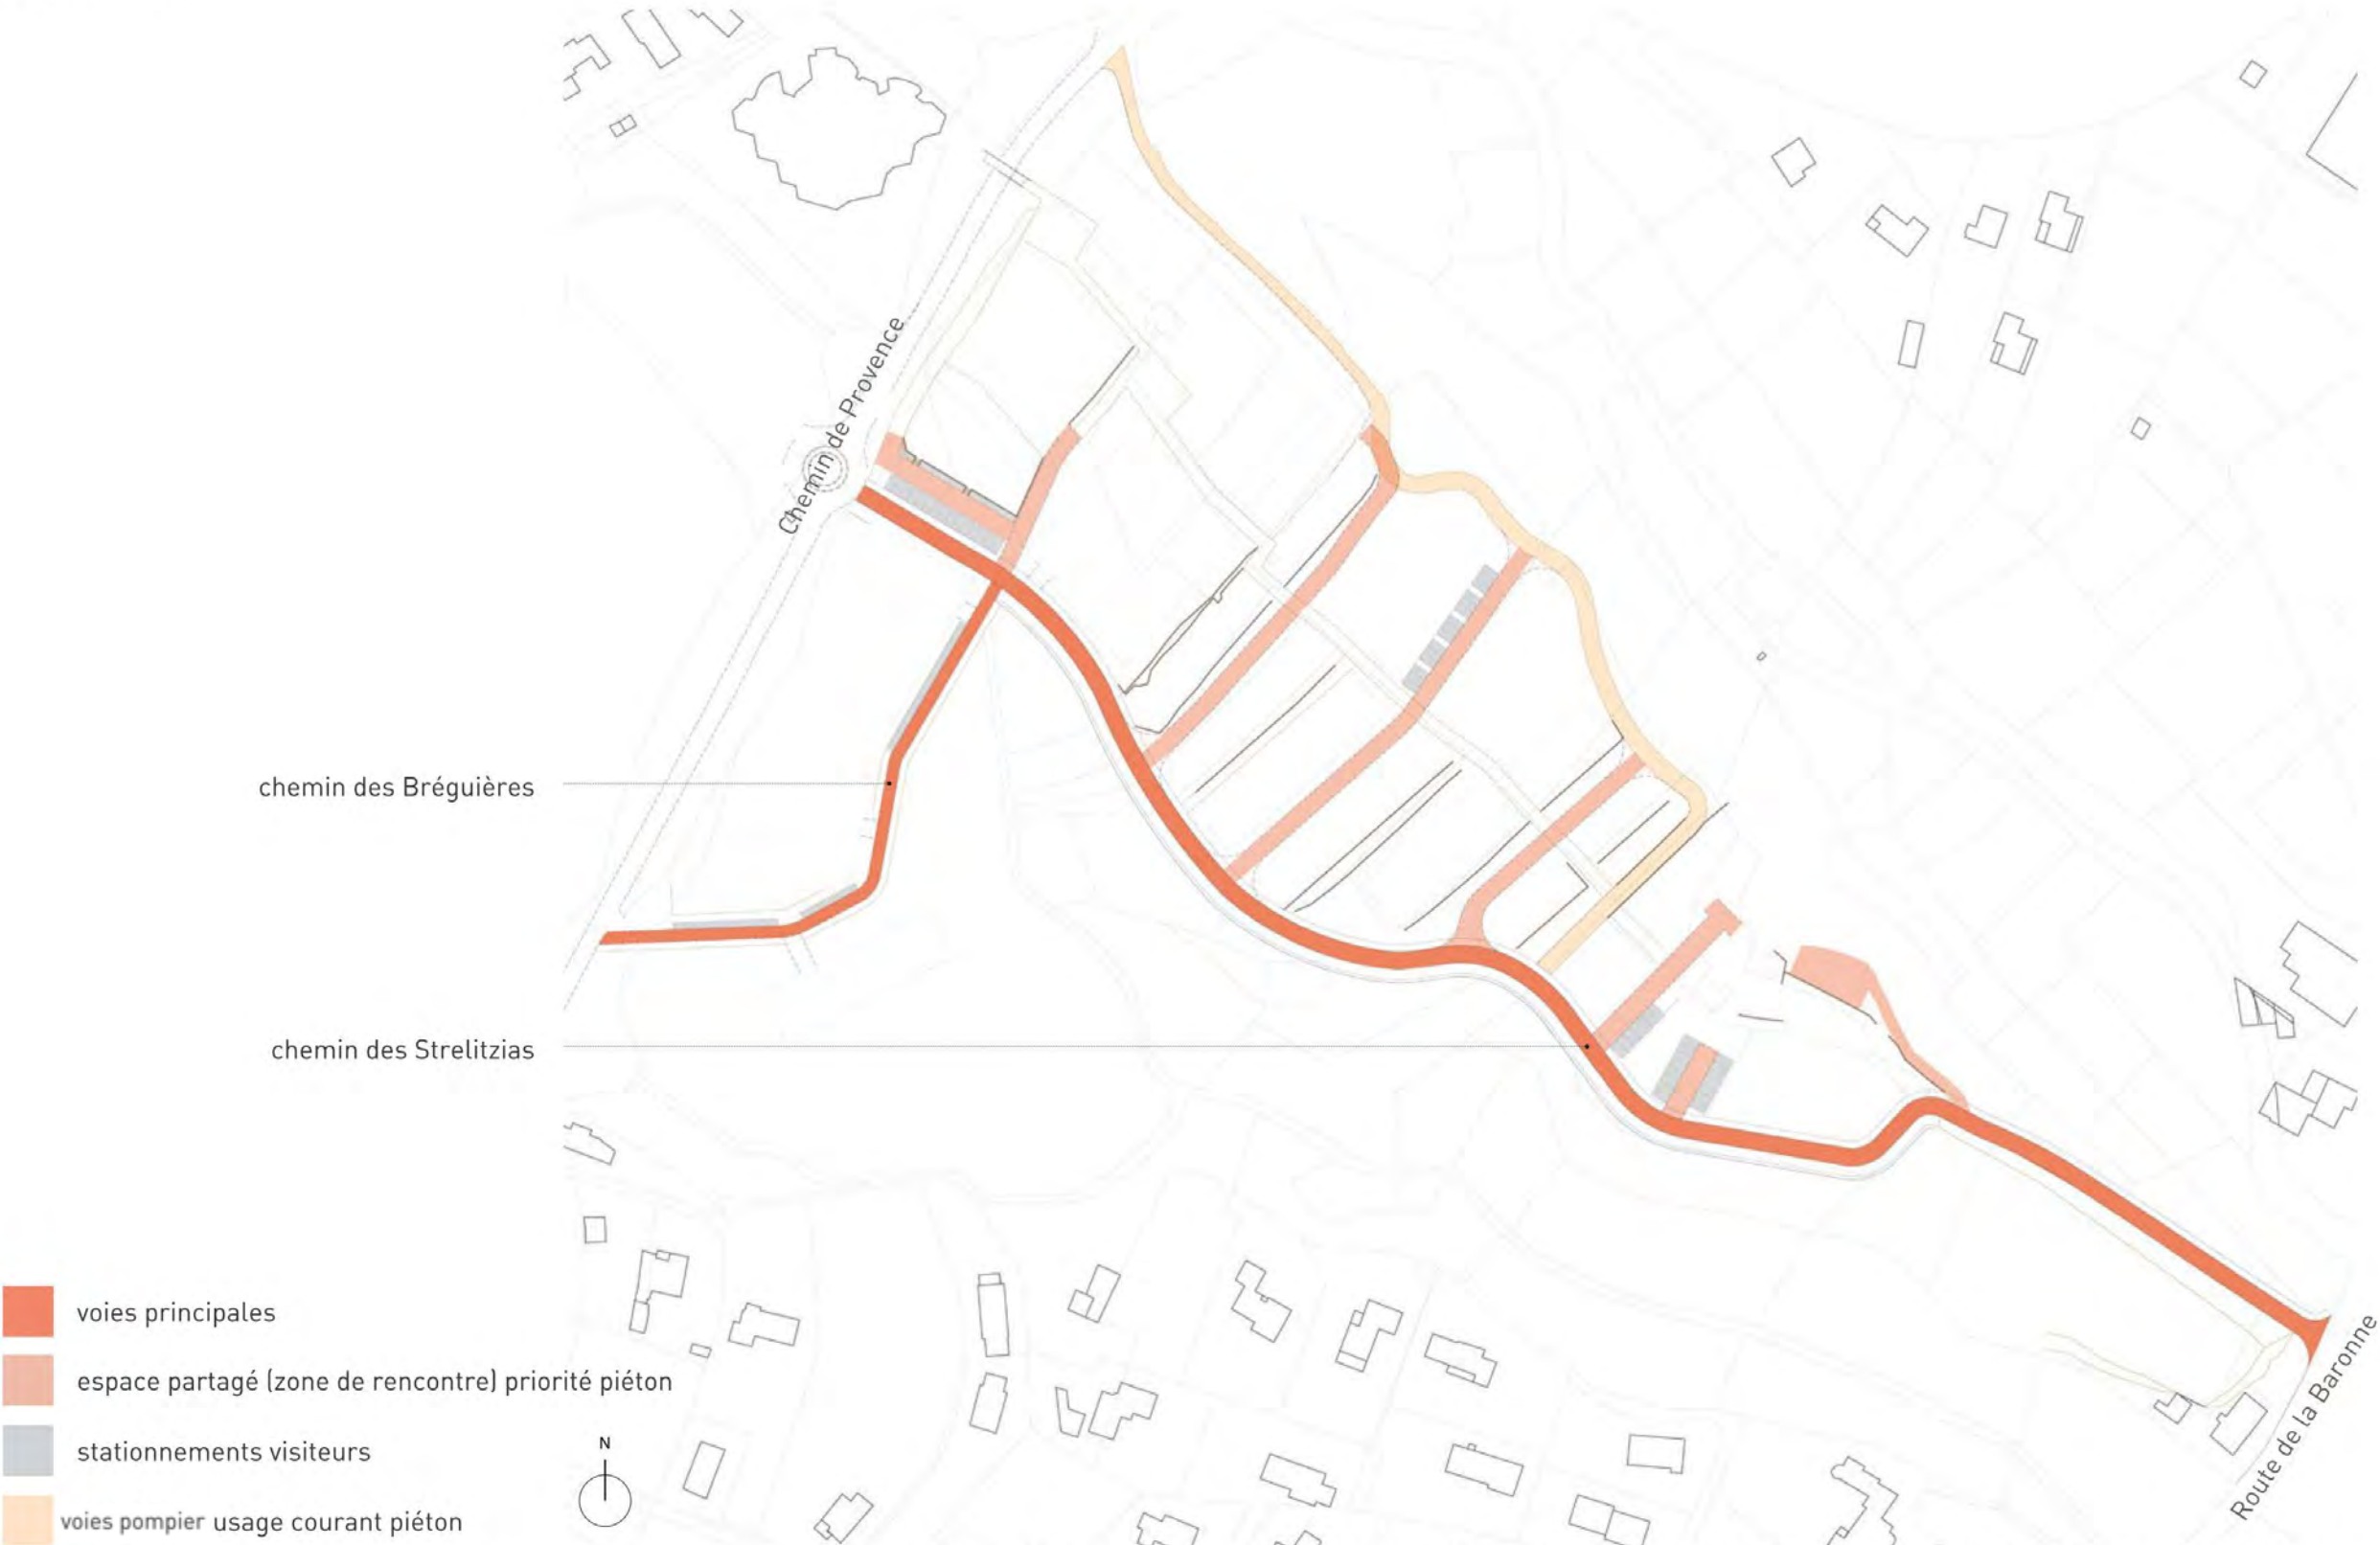 Chemin de Provence
chemin des Bréguières
chemin des Strelitzias
voies principales
espace partagé (zone de rencontre) priorité piéton
stationnements visiteurs
voies pompier usage courant piéton
N
Route de la Baronne